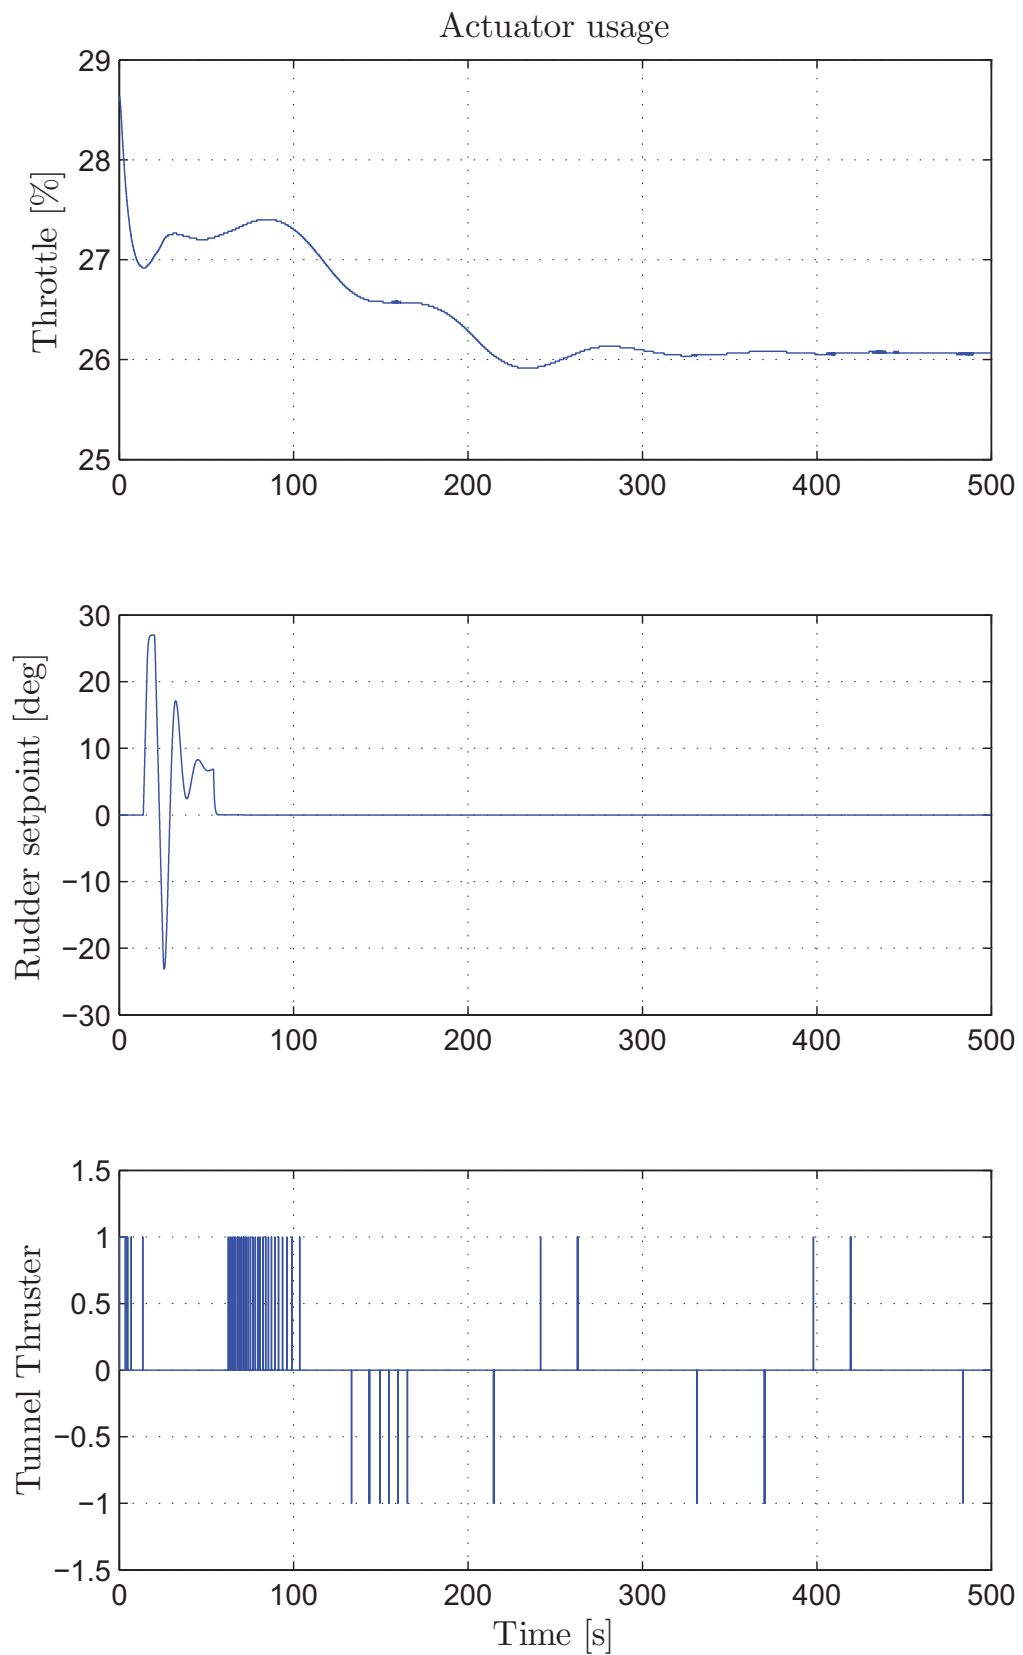 Actuator usage
29
28
27
26
25
Throttle [%]
0 100 200 300 400 500
30
20
10
0
−10
−20
−30
Rudder setpoint [deg]
0 100 200 300 400 500
1.5
1
0.5
0
−0.5
−1
−1.5
Tunnel Thruster
0 100 200 300 400 500
Time [s]